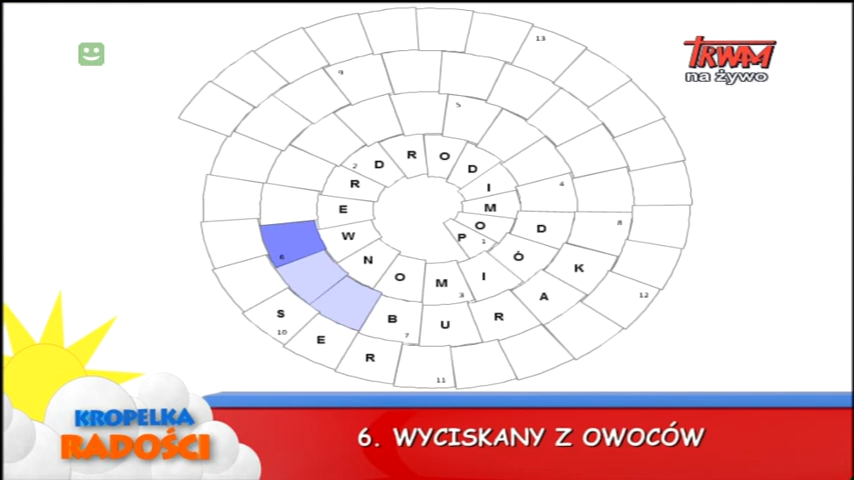 TRWAM
na żywo
13
9
5
R O
D D
2
R I
4
E M
8
O
W D
P 1
6
N Ó
K
O M I
3
12
A
S B U R
10
7
E
R
11
KROPELKA
RADOŚCI
6. WYCISKANY Z OWOCÓW